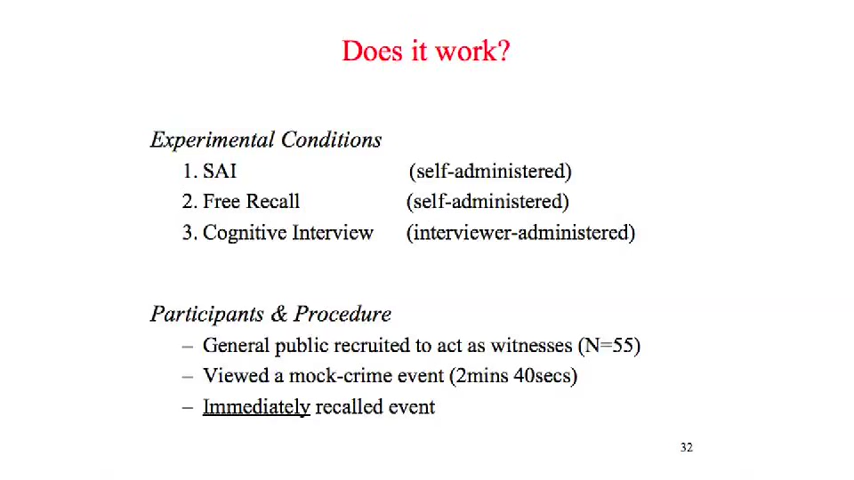 Does it work?
Experimental Conditions
1. SAI (self-administered)
2. Free Recall (self-administered)
3. Cognitive Interview (interviewer-administered)
Participants & Procedure
– General public recruited to act as witnesses (N=55)
– Viewed a mock-crime event (2mins 40secs)
– Immediately recalled event
32